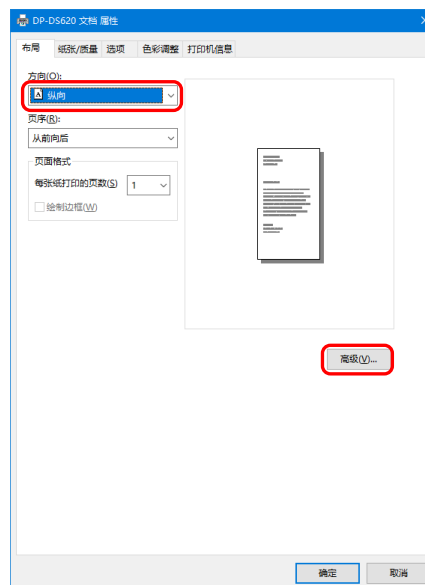 DP-DS620 文档 属性
布局 纸张/质量 选项 色彩调整 打印机信息
方向(O):
纵向
页序(R):
从前向后
页面格式
每张纸打印的页数(S) 1
绘制边框(W)
高级(V)...
确定 取消